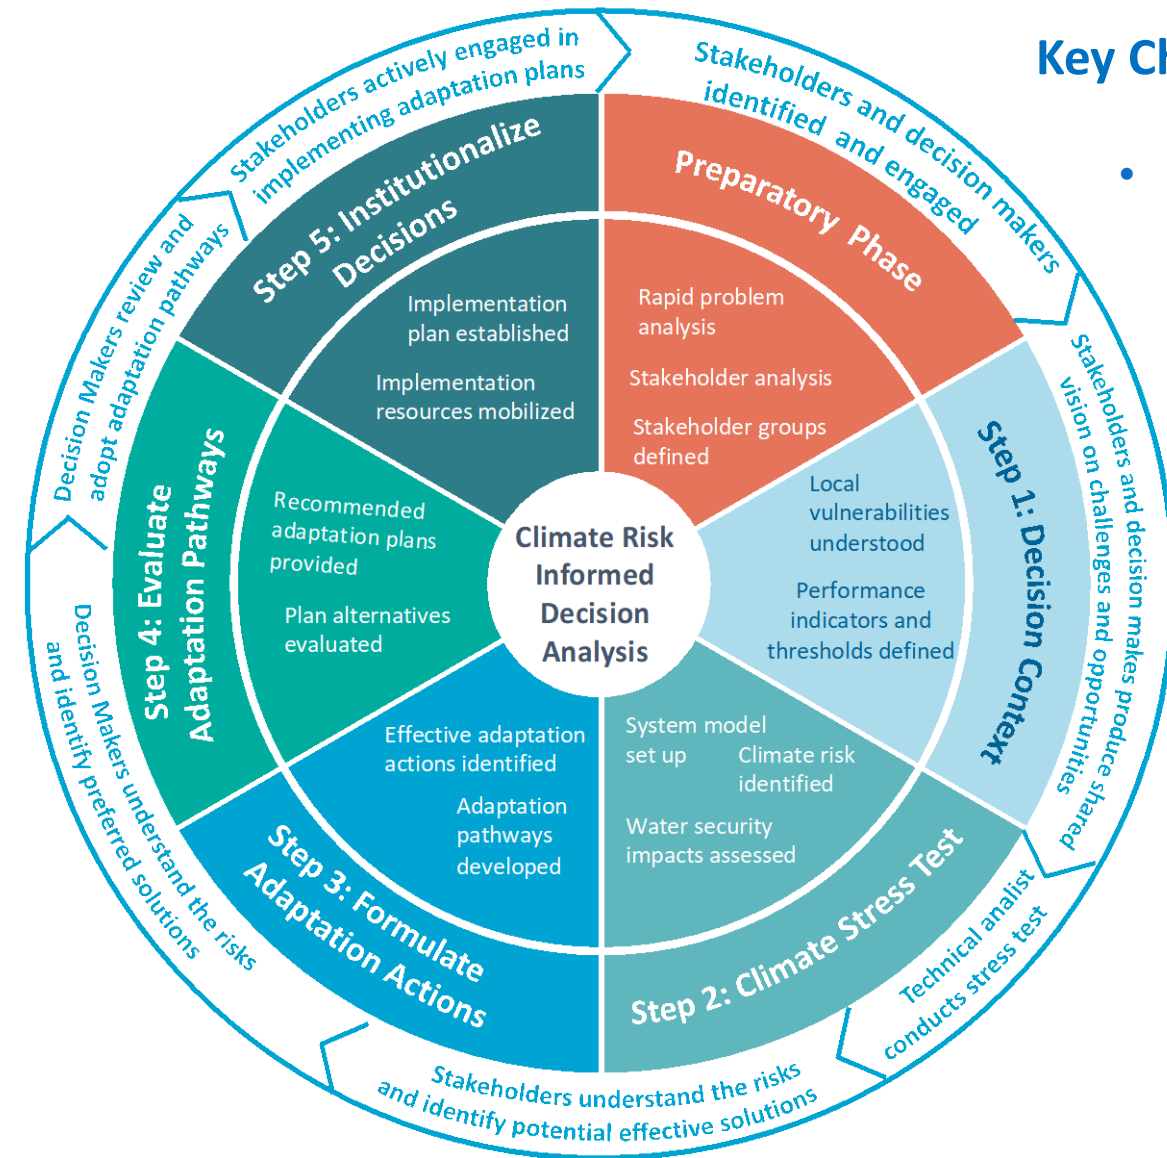 Key Ch
•
Stakeholders and decision makers
identified and engaged
Stakeholders and decision makes produce shared
vision on challenges and opportunities
Technical analist
conducts stress test
Stakeholders understand the risks
and identify potential effective solutions
Decision Makers understand the risks
and identify preferred solutions
Decision Makers review and
adopt adaptation pathways
Stakeholders actively engaged in
implementing adaptation plans
Preparatory Phase
Rapid problem
analysis
Stakeholder analysis
Stakeholder groups
defined
Step 1: Decision Context
Local
vulnerabilities
understood
Performance
indicators and
thresholds defined
Step 2: Climate Stress Test
System model
set up
Climate risk
identified
Water security
impacts assessed
Step 3: Formulate
Adaptation Actions
Effective adaptation
actions identified
Adaptation
pathways
developed
Step 4: Evaluate
Adaptation Pathways
Recommended
adaptation plans
provided
Plan alternatives
evaluated
Step 5: Institutionalize
Decisions
Implementation
plan established
Implementation
resources mobilized
Climate Risk
Informed
Decision
Analysis